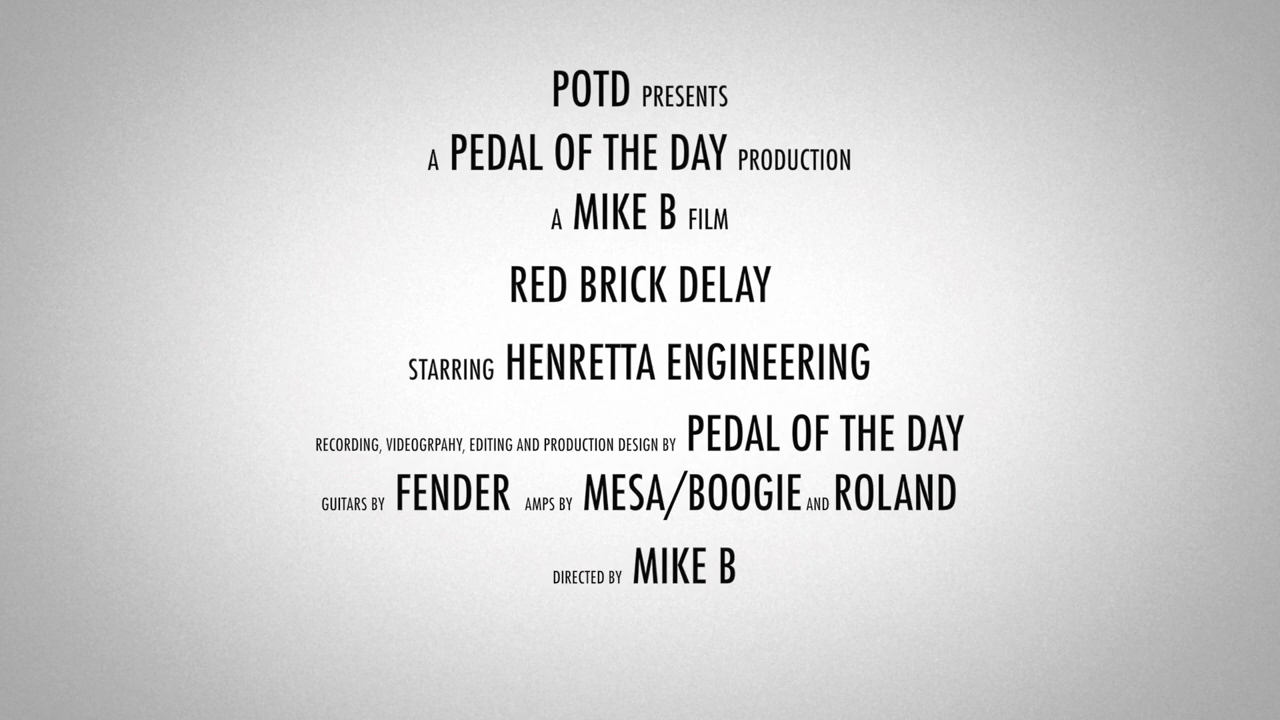 POTD PRESENTS
A PEDAL OF THE DAY PRODUCTION
A MIKE B FILM
RED BRICK DELAY
STARRING HENRETTA ENGINEERING
RECORDING, VIDEOGRPAHY, EDITING AND PRODUCTION DESIGN BY PEDAL OF THE DAY
GUITARS BY FENDER AMPS BY MESA/BOOGIE AND ROLAND
DIRECTED BY MIKE B